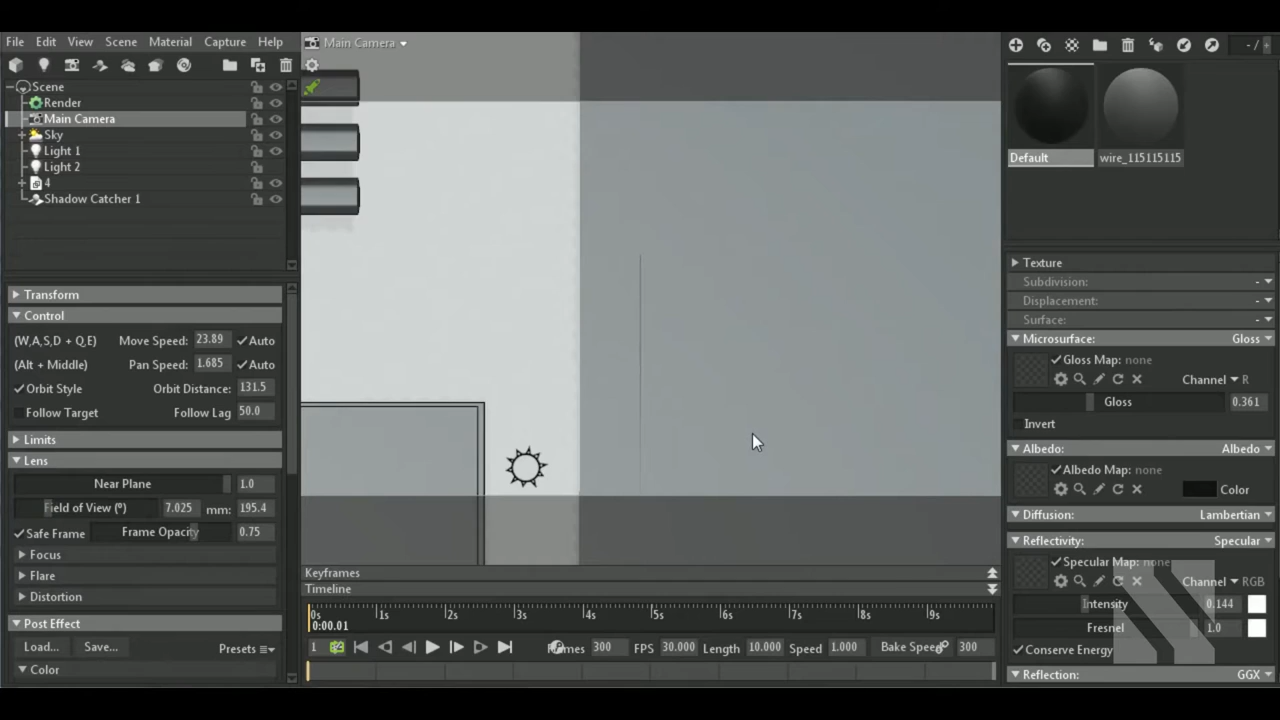 File Edit View Scene Material Capture Help
Scene
Render
Main Camera
Sky
Light 1
Light 2
4
Shadow Catcher 1
Transform
Control
(W,A,S,D + Q,E) Move Speed: 23.89 Auto
(Alt + Middle) Pan Speed: 1.685 Auto
Orbit Style Orbit Distance: 131.5
Follow Target Follow Lag 50.0
Limits
Lens
Near Plane 1.0
Field of View (º) 7.025 mm: 195.4
Safe Frame Frame Opacity 0.75
Focus
Flare
Distortion
Post Effect
Load... Save... Presets
Color
Main Camera
Keyframes
Timeline
0s 1s 2s 3s 4s 5s 6s 7s 8s 9s
0:00.01
1 Frames 300 FPS 30.000 Length 10.000 Speed 1.000 Bake Speed 300
- /
Default wire_115115115
Texture
Subdivision: -
Displacement: -
Surface: -
Microsurface: Gloss
Gloss Map: none
Channel R
Gloss 0.361
Invert
Albedo: Albedo
Albedo Map: none
Color
Diffusion: Lambertian
Reflectivity: Specular
Specular Map: none
Channel RGB
Intensity 0.144
Fresnel 1.0
Conserve Energy
Reflection: GGX